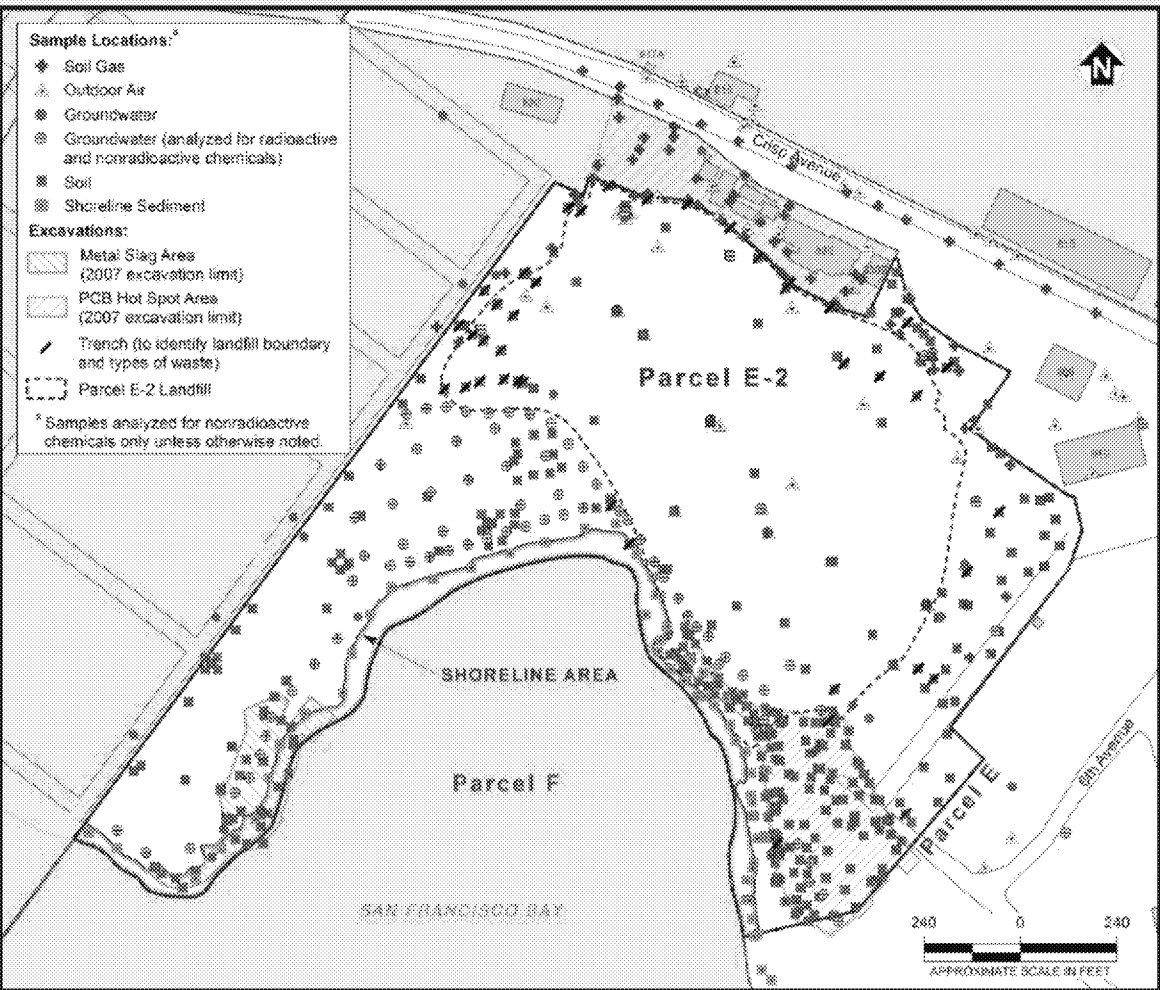 Sample Locations:a
Soil Gas
Outdoor Air
Groundwater
Groundwater (analyzed for radioactive
and nonradioactive chemicals)
Soil
Shoreline Sediment
Excavations:
Metal Slag Area
(2007 excavation limit)
PCB Hot Spot Area
(2007 excavation limit)
Trench (to identify landfill boundary
and types of waste)
Parcel E-2 Landfill
a Samples analyzed for nonradioactive
chemicals only unless otherwise noted.
N
Crisp Avenue
Parcel E-2
SHORELINE AREA
Parcel F
Parcel E
6th Avenue
SAN FRANCISCO BAY
240 0 240
APPROXIMATE SCALE IN FEET